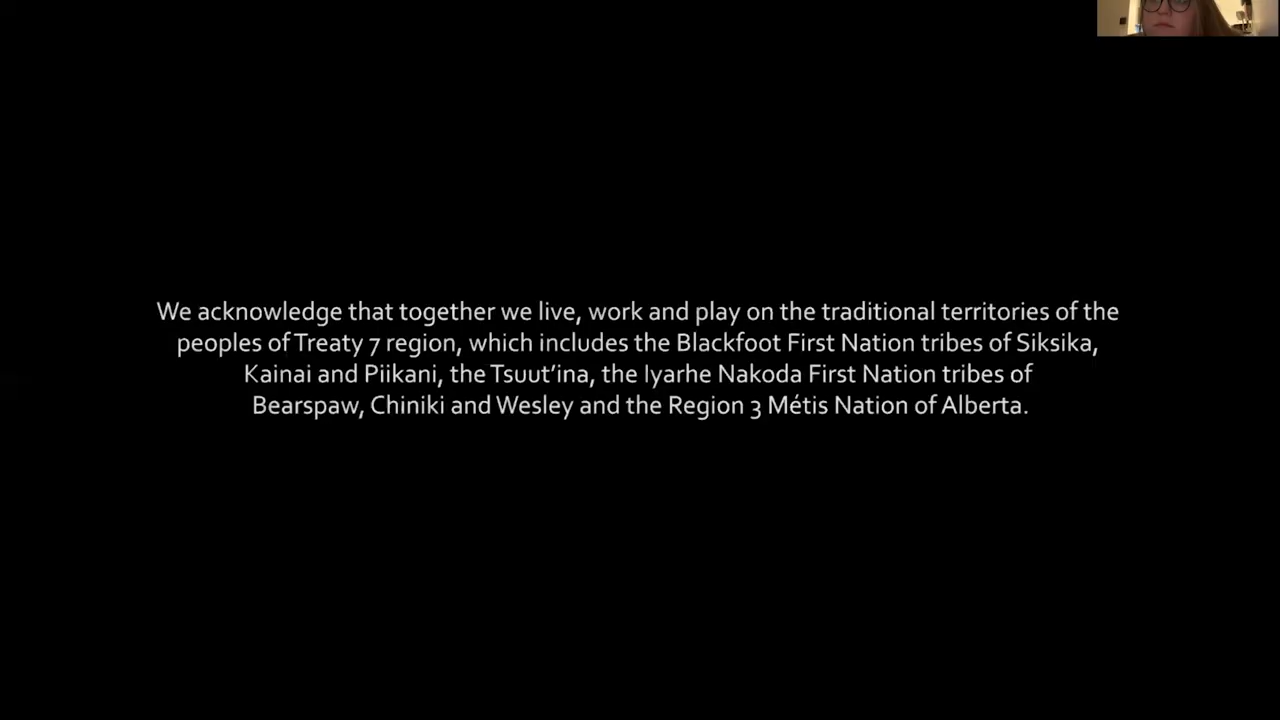 We acknowledge that together we live, work and play on the traditional territories of the
peoples of Treaty 7 region, which includes the Blackfoot First Nation tribes of Siksika,
Kainai and Piikani, the Tsuut’ina, the Iyarhe Nakoda First Nation tribes of
Bearspaw, Chiniki and Wesley and the Region 3 Métis Nation of Alberta.